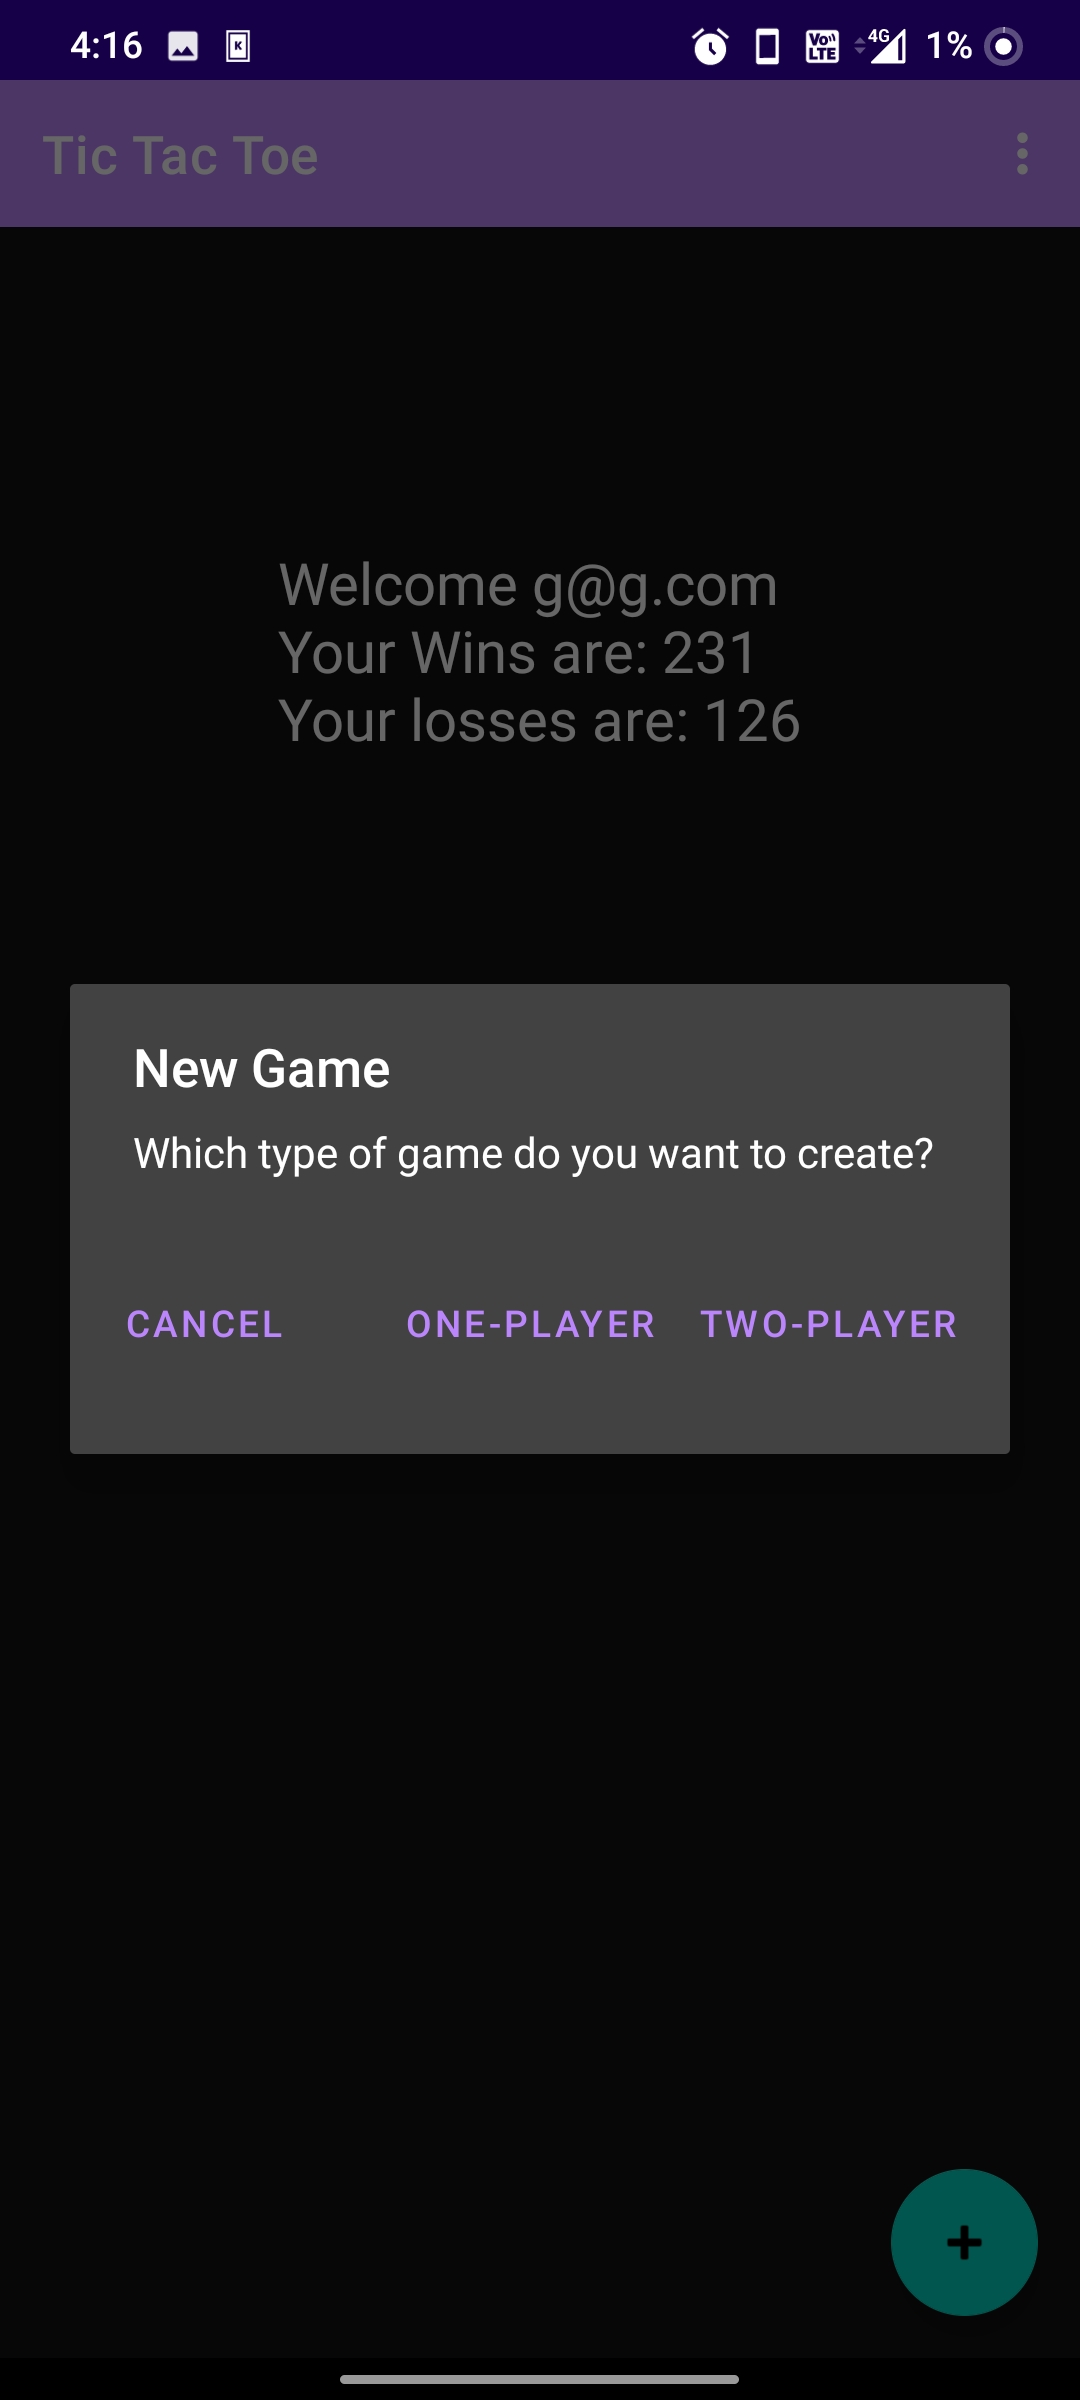 4:16 K Vo LTE 4G 1%
Tic Tac Toe
Welcome g@g.com
Your Wins are: 231
Your losses are: 126
New Game
Which type of game do you want to create?
CANCEL ONE-PLAYER TWO-PLAYER